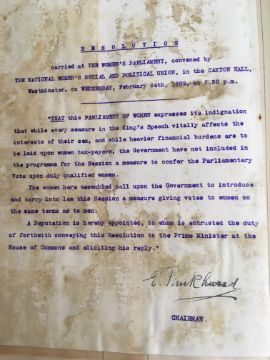 RESOLUTION
carried at THE WOMEN'S PARLIAMENT, convened by
THE NATIONAL WOMEN'S SOCIAL AND POLITICAL UNION, in the CAXTON HALL,
Westminster, on WEDNESDAY, February 24th, 1909, at 3.30 p.m.
"THAT this PARLIAMENT OF WOMEN expresses its indignation
that while every measure in the King's Speech vitally affects the
interests of their sex, and while heavier financial burdens are to
be laid upon women tax-payers, the Government have not included in
the programme for the Session a measure to confer the Parliamentary
Vote upon duly qualified women.
The women here assembled call upon the Government to introduce
and carry into law this Session a measure giving votes to women on
the same terms as to men.
A Deputation is hereby appointed, to whom is entrusted the duty
of forthwith conveying this Resolution to the Prime Minister at the
House of Commons and eliciting his reply."
CHAIRMAN.